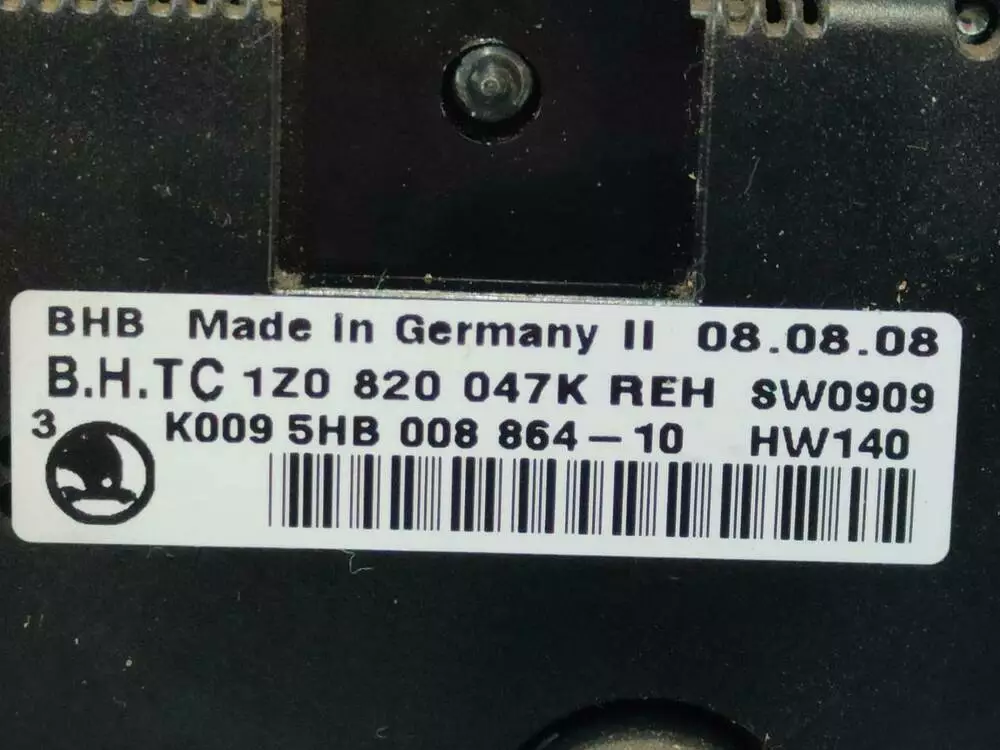 BHB Made In Germany II 08.08.08
B.H.TC 1Z0 820 047K REH SW0909
3 K009 5HB 008 864-10 HW140